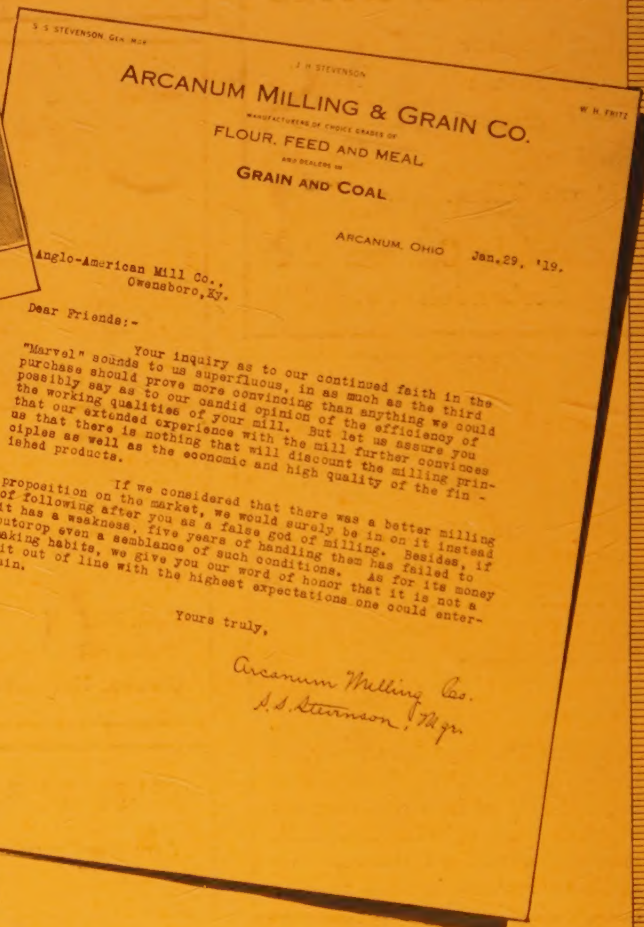 S S STEVENSON GEN. MGR
J H STEVENSON
W. H. FRITZ
ARCANUM MILLING & GRAIN CO.
MANUFACTURERS OF CHOICE GRADES OF
FLOUR, FEED AND MEAL
AND DEALERS IN
GRAIN AND COAL
ARCANUM, OHIO Jan.29, '19.
Anglo-American Mill Co.,
Owensboro,Ky.
Dear Friends:-
Your inquiry as to our continued faith in the
"Marvel" sounds to us superfluous, in as much as the third
purchase should prove more convincing than anything we could
possibly say as to our candid opinion of the efficiency of
the working qualities of your mill. But let us assure you
that our extended experience with the mill further convinces
us that there is nothing that will discount the milling prin-
ciples as well as the economic and high quality of the fin -
ished products.
If we considered that there was a better milling
proposition on the market, we would surely be in on it instead
of following after you as a false god of milling. Besides, if
it has a weakness, five years of handling them has failed to
outcrop even a semblance of such conditions. As for its money
aking habits, we give you our word of honor that it is not a
it out of line with the highest expectations one could enter-
ain.
Yours truly,
Arcanum Milling Co.
S.S. Stevenson, Mgr.